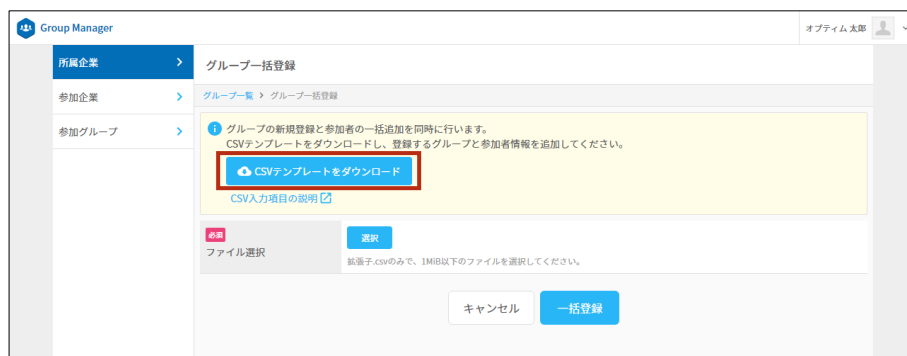 Group Manager
オプティム 太郎
所属企業
参加企業
参加グループ
グループ一括登録
グループ一覧 > グループ一括登録
グループの新規登録と参加者の一括追加を同時に行います。
CSVテンプレートをダウンロードし、登録するグループと参加者情報を追加してください。
CSVテンプレートをダウンロード
CSV入力項目の説明
必須
ファイル選択
選択
拡張子.csvのみで、1MiB以下のファイルを選択してください。
キャンセル
一括登録